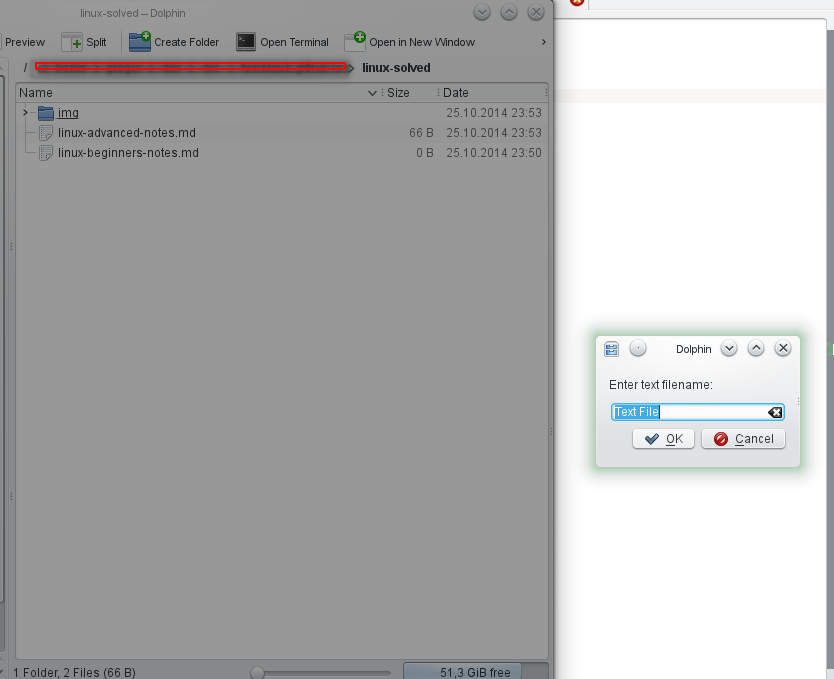 linux-solved – Dolphin
Preview Split Create Folder Open Terminal Open in New Window
/ linux-solved
Name Size Date
img 25.10.2014 23:53
linux-advanced-notes.md 66 B 25.10.2014 23:53
linux-beginners-notes.md 0 B 25.10.2014 23:50
Dolphin
Enter text filename:
Text File
OK Cancel
1 Folder, 2 Files (66 B) 51,3 GiB free